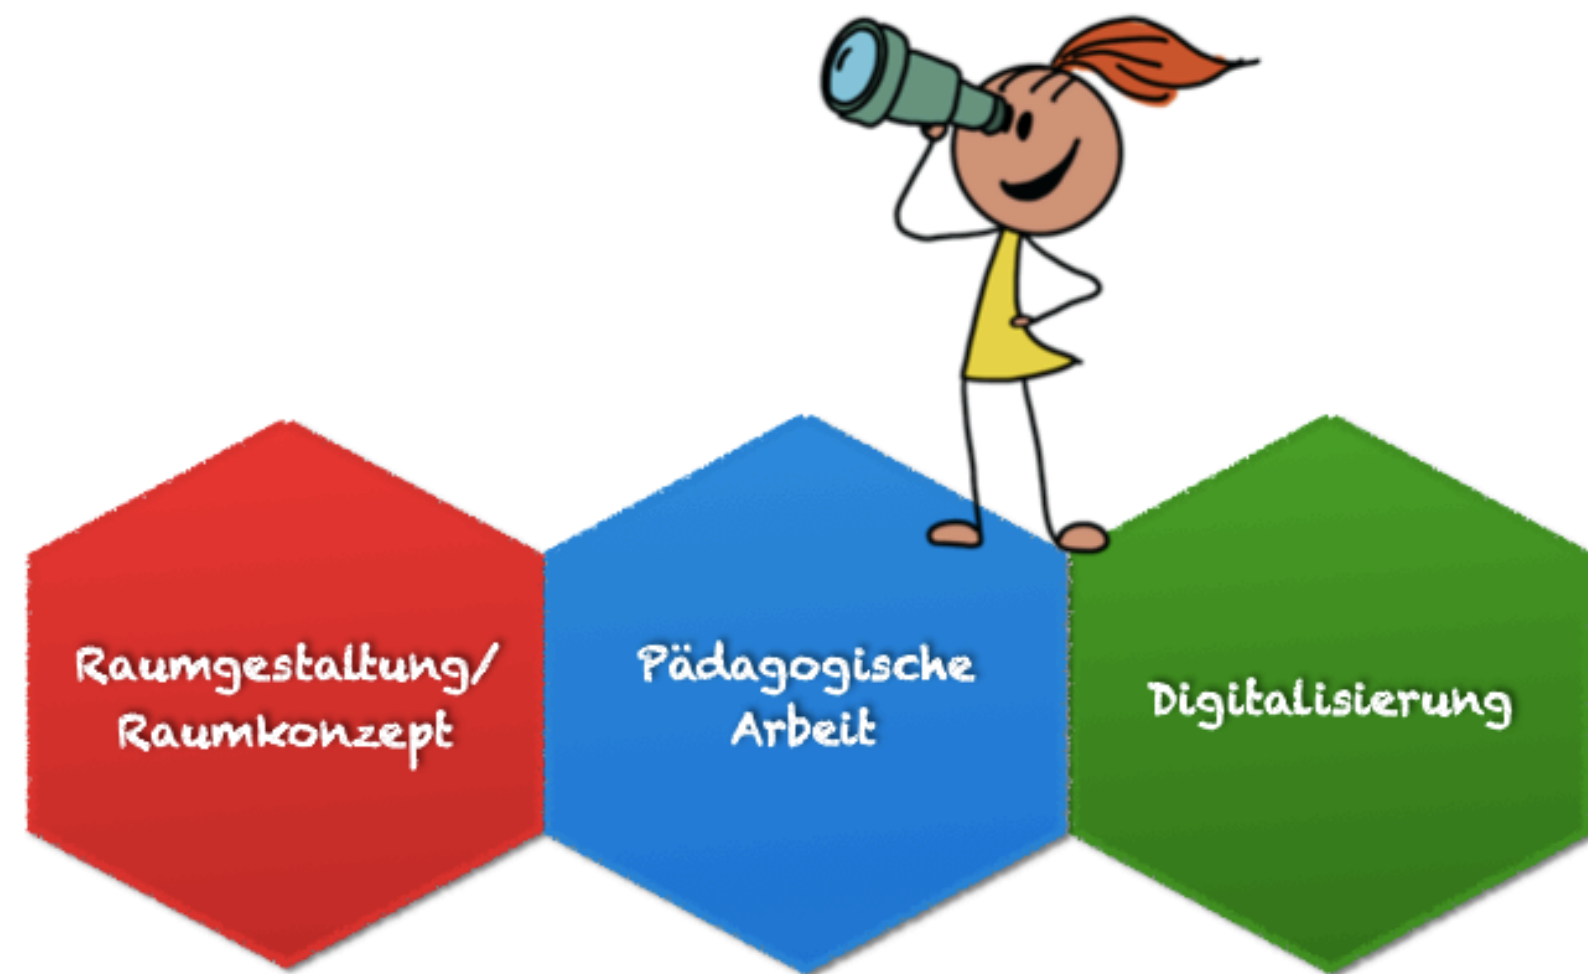 Raumgestaltung/
Raumkonzept
Pädagogische
Arbeit
Digitalisierung